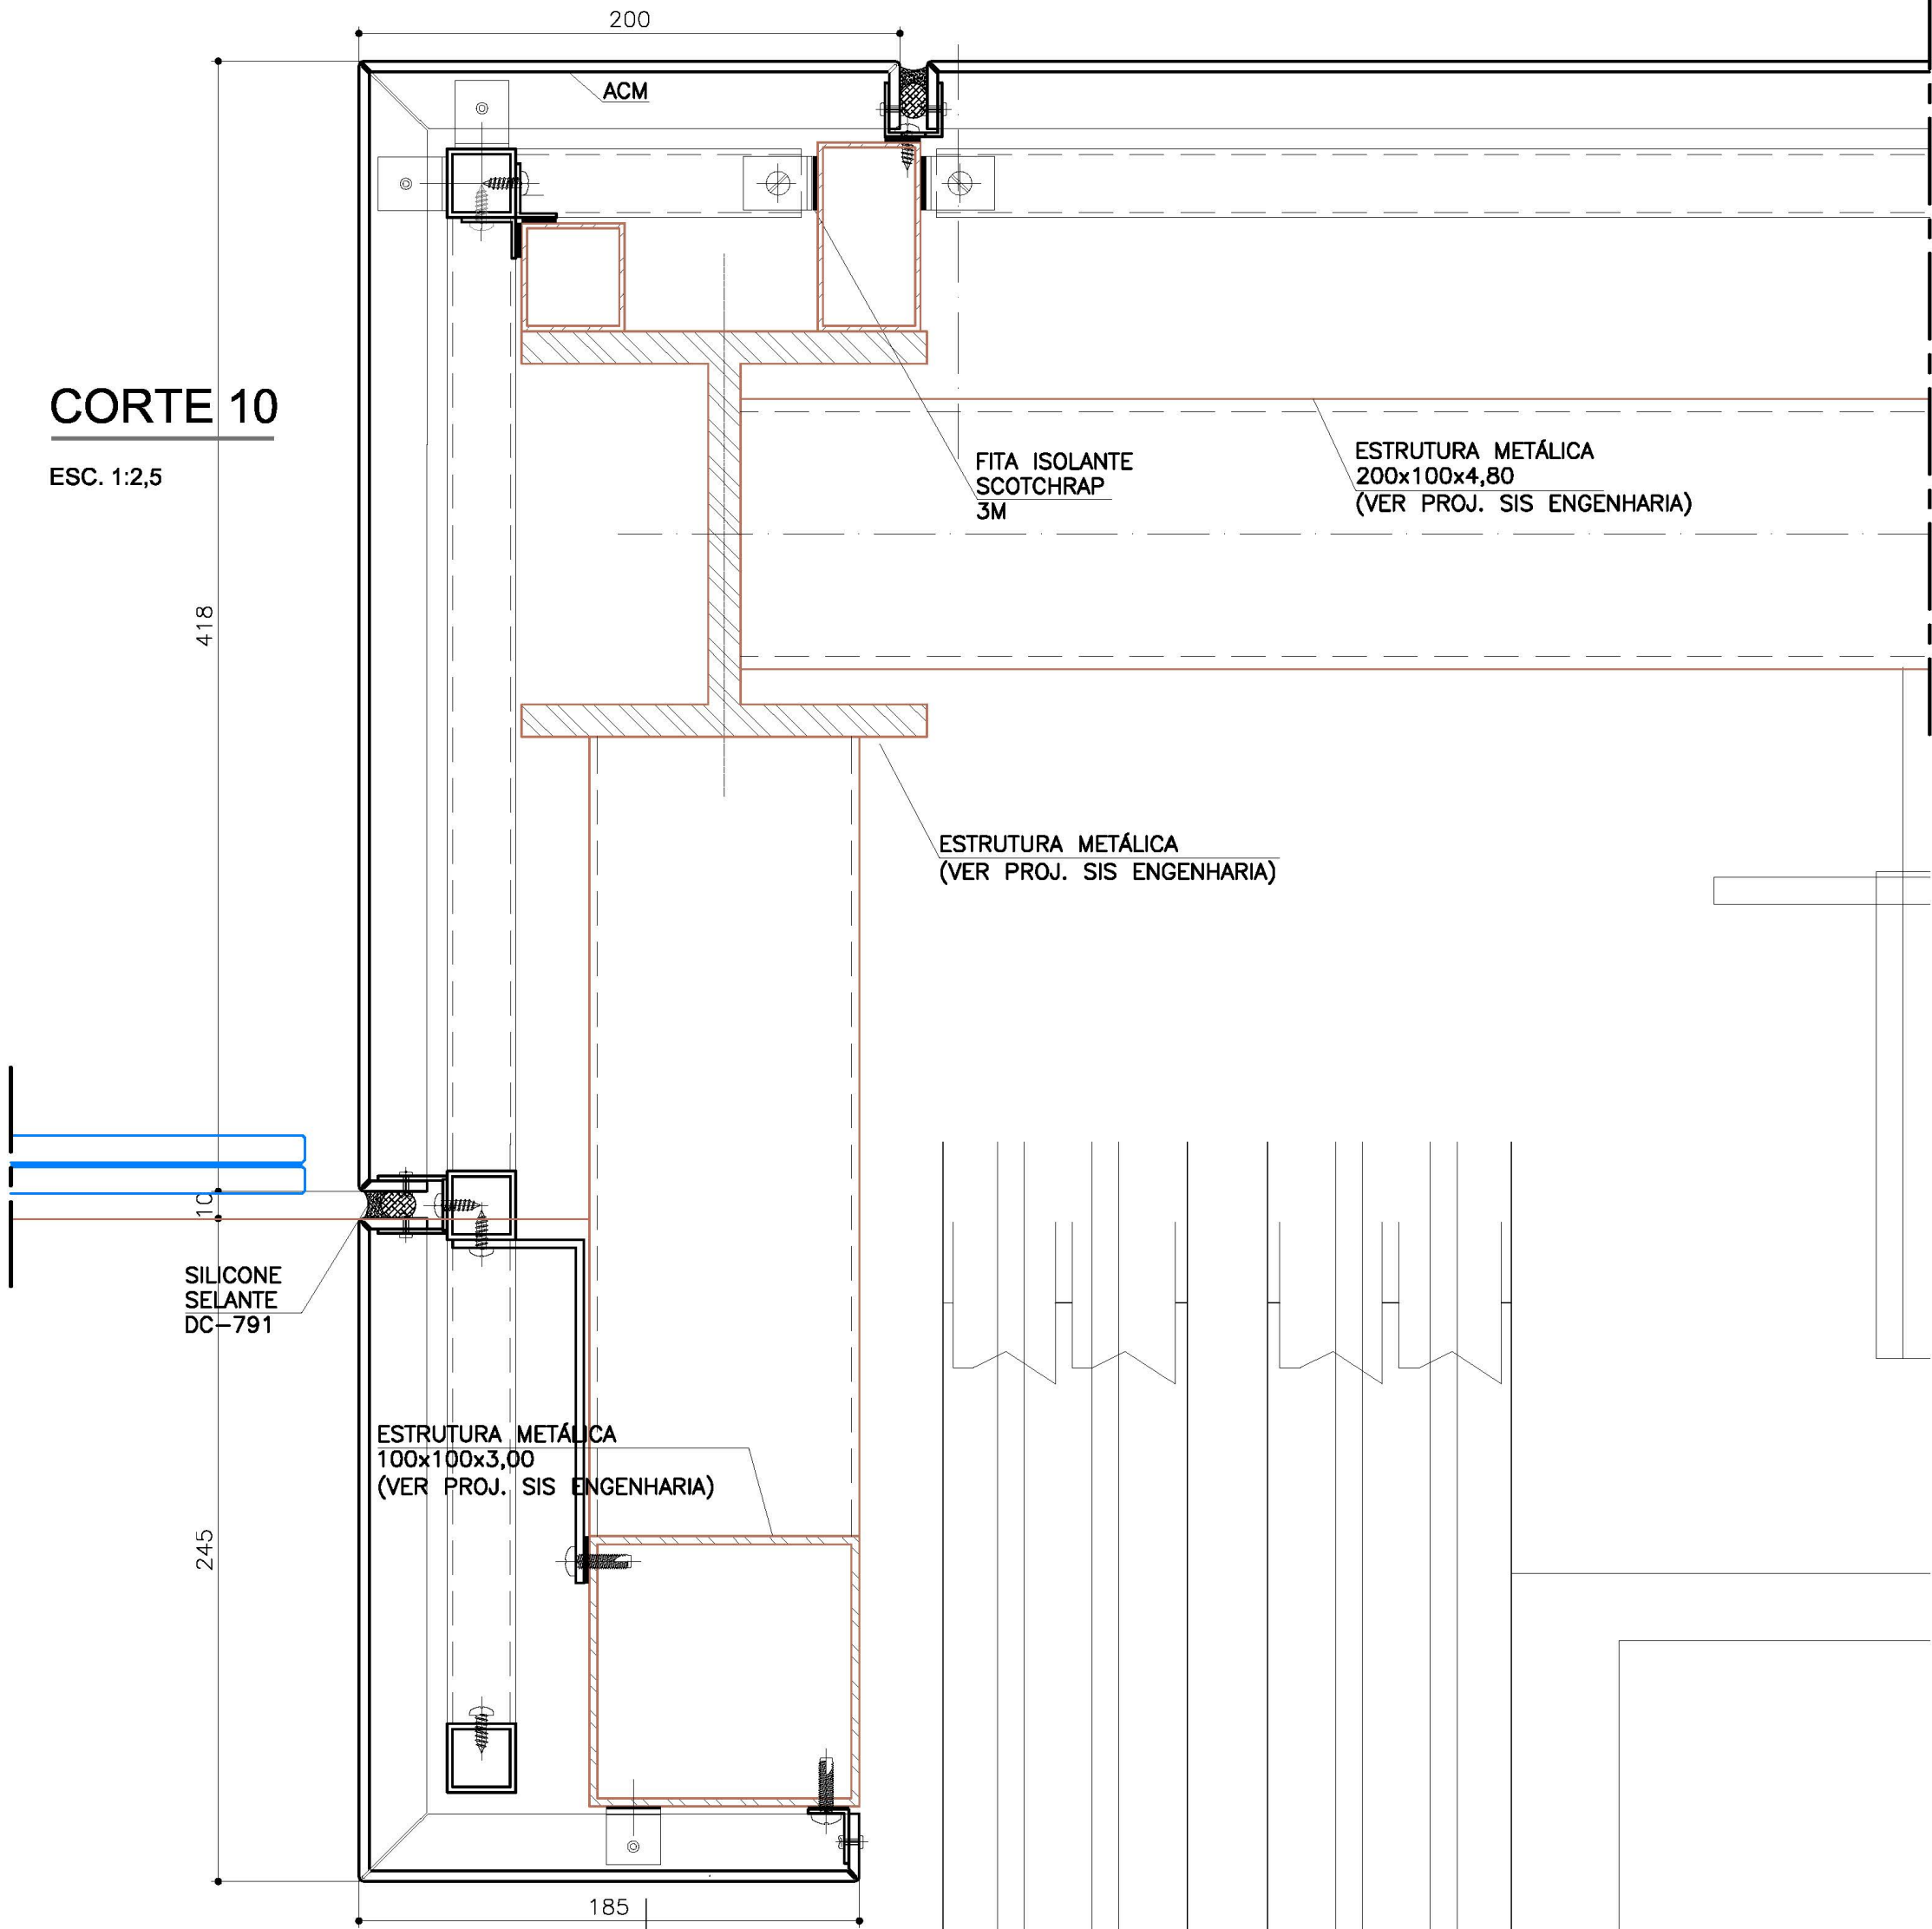 200
ACM
CORTE 10
ESC. 1:2,5
FITA ISOLANTE
SCOTCHRAP
3M
ESTRUTURA METÁLICA
200x100x4,80
(VER PROJ. SIS ENGENHARIA)
418
ESTRUTURA METÁLICA
(VER PROJ. SIS ENGENHARIA)
10
SILICONE
SELANTE
DC-791
ESTRUTURA METÁLICA
100x100x3,00
(VER PROJ. SIS ENGENHARIA)
245
185